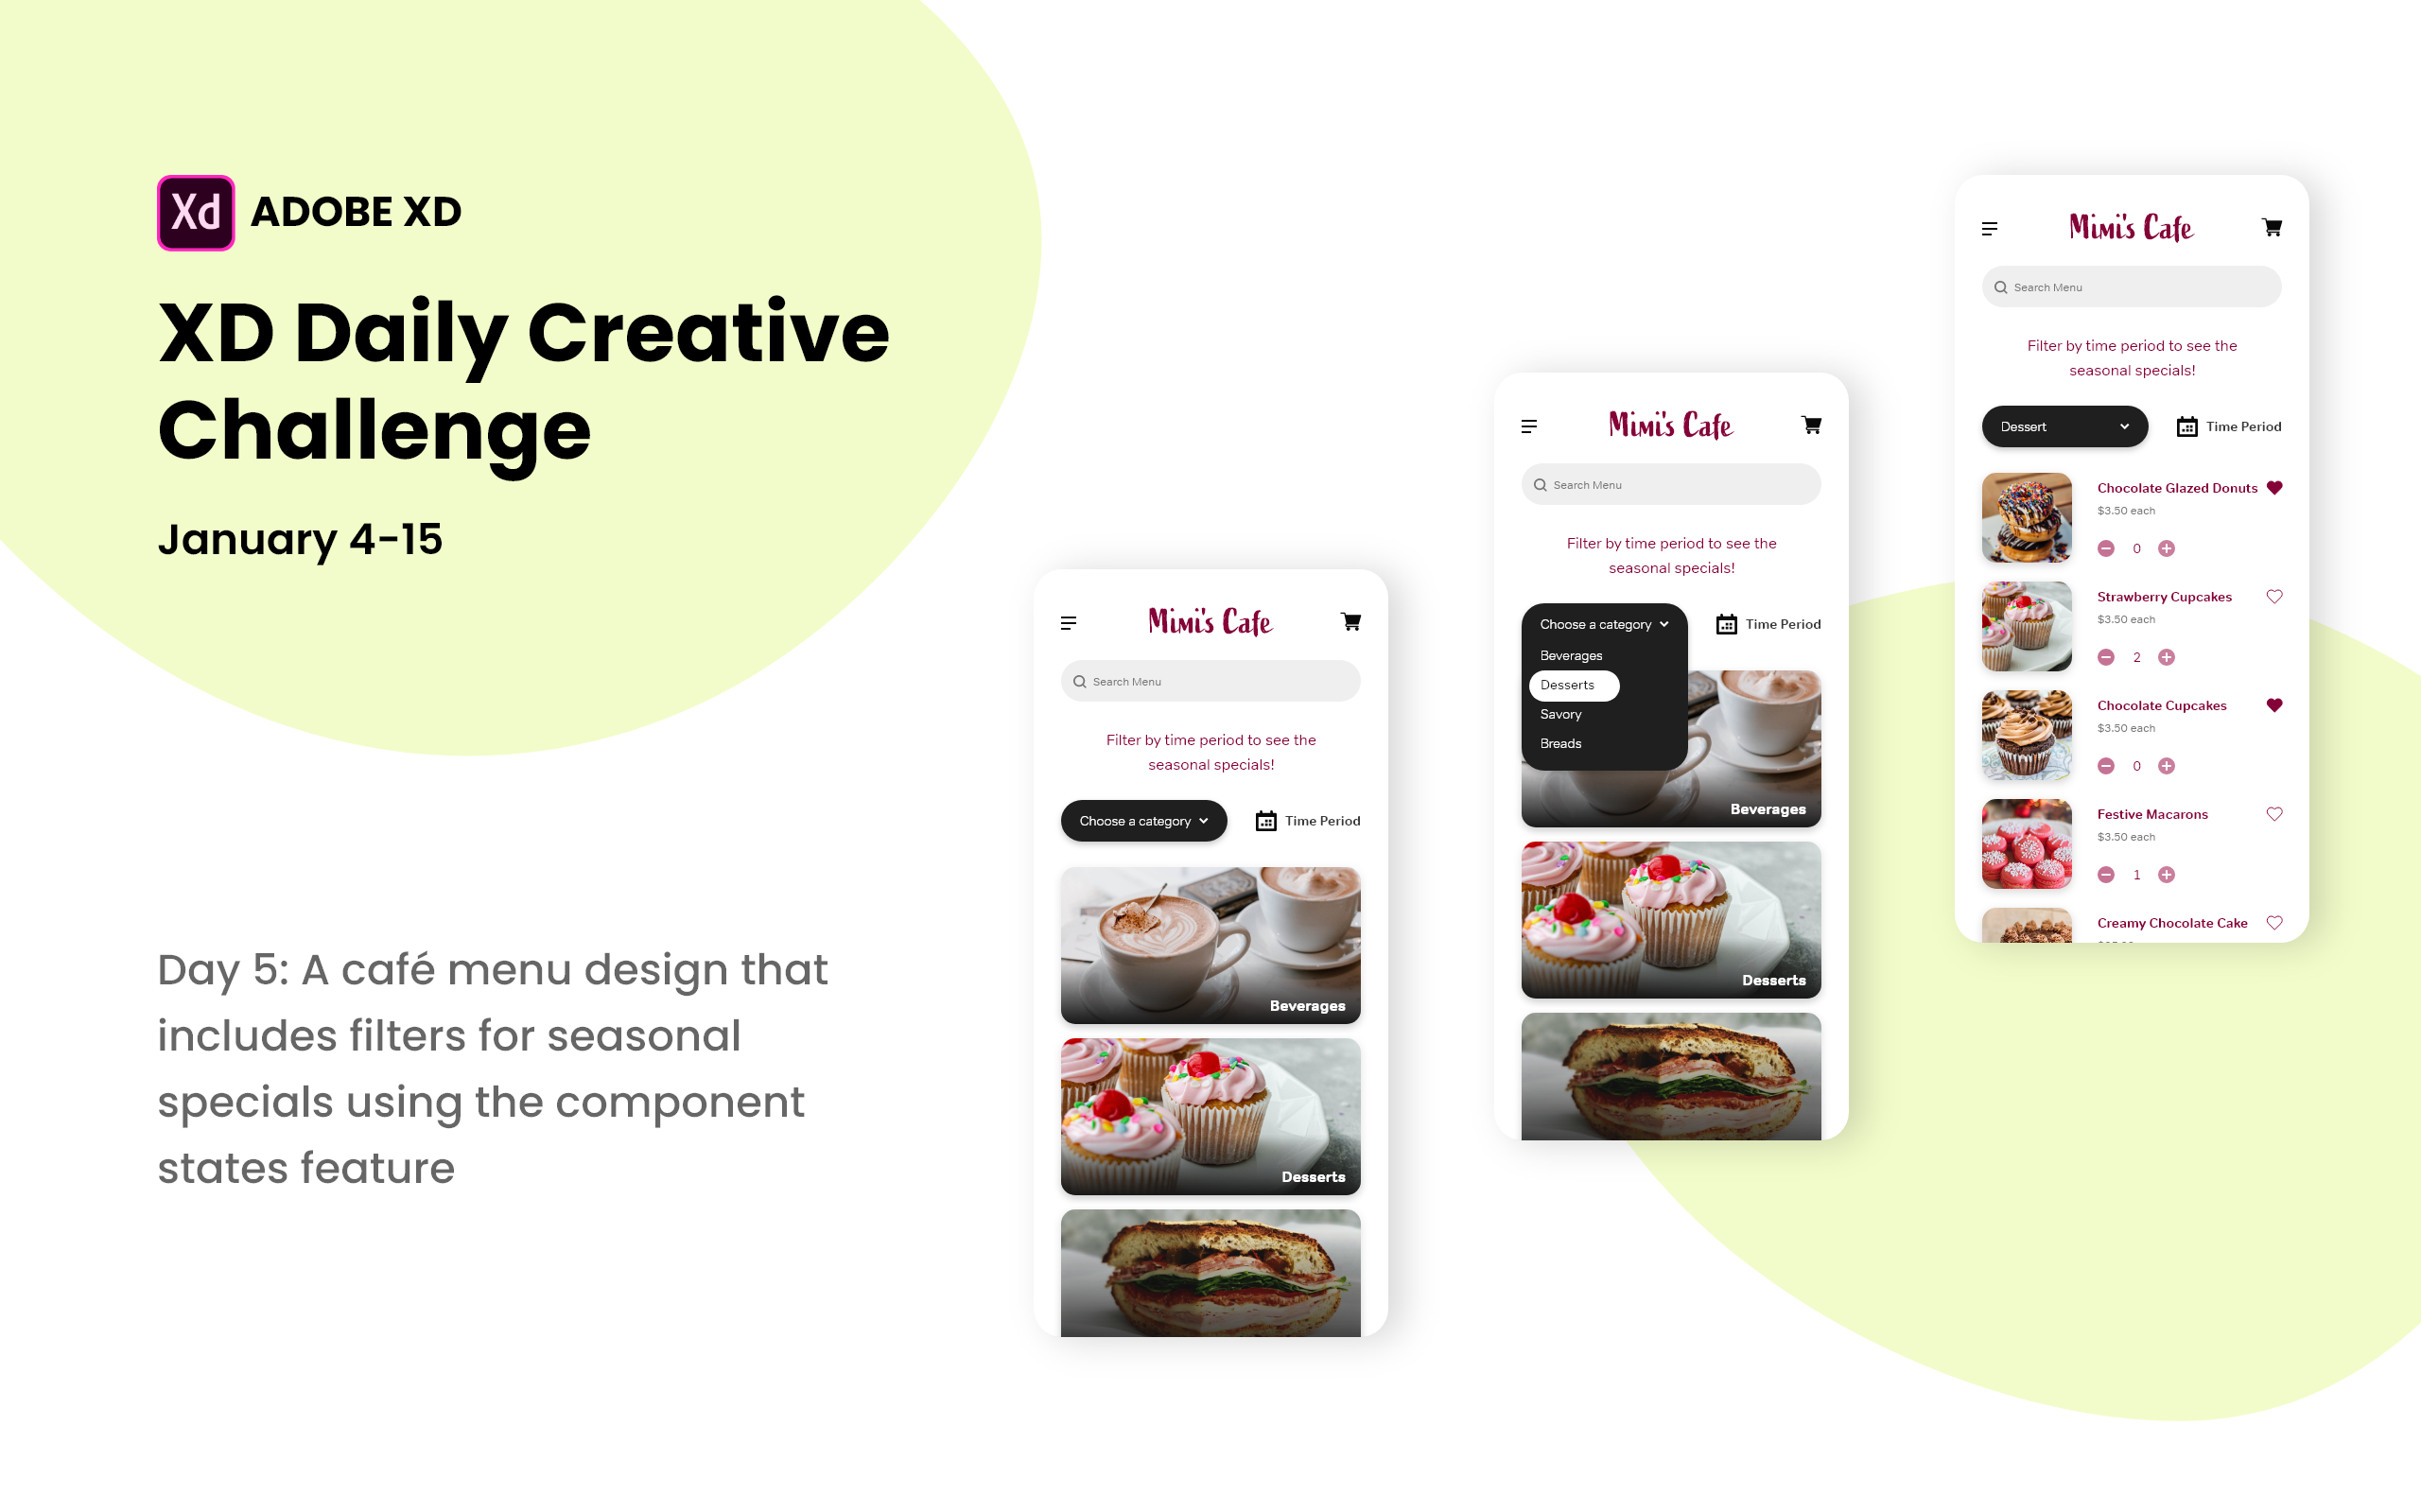 Xd ADOBE XD
XD Daily Creative
Challenge
January 4-15
Day 5: A café menu design that
includes filters for seasonal
specials using the component
states feature
Mimi's Cafe
Search Menu
Filter by time period to see the
seasonal specials!
Choose a category
Time Period
Beverages
Desserts
Mimi's Cafe
Search Menu
Filter by time period to see the
seasonal specials!
Choose a category
Time Period
Beverages
Desserts
Savory
Breads
Beverages
Desserts
Mimi's Cafe
Search Menu
Filter by time period to see the
seasonal specials!
Dessert
Time Period
Chocolate Glazed Donuts
$3.50 each
0
Strawberry Cupcakes
$3.50 each
2
Chocolate Cupcakes
$3.50 each
0
Festive Macarons
$3.50 each
1
Creamy Chocolate Cake